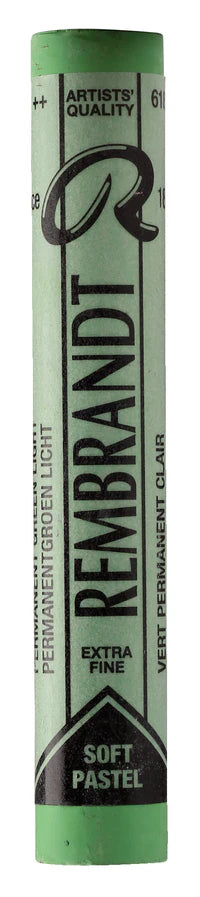 ++
ARTISTS'
QUALITY
R
REMBRANDT
EXTRA
FINE
SOFT
PASTEL
PERMANENT GREEN LIGHT
PERMANENTGROEN LICHT
VERT PERMANENT CLAIR